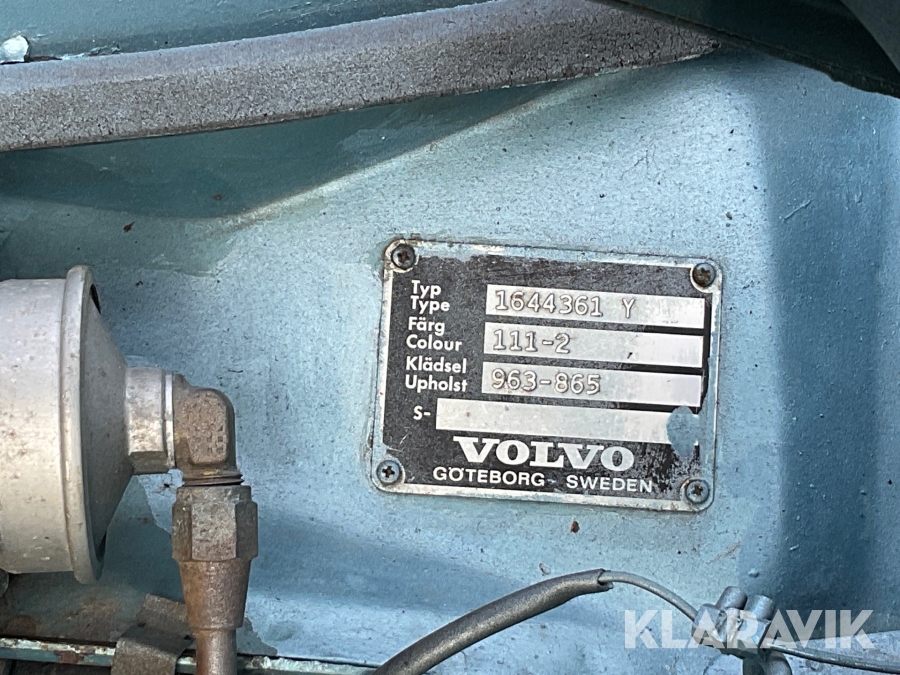 Typ
Type 1644361 Y
Färg
Colour 111-2
Klädsel
Upholst 963-865
S-
VOLVO
GÖTEBORG - SWEDEN
KLARAVIK